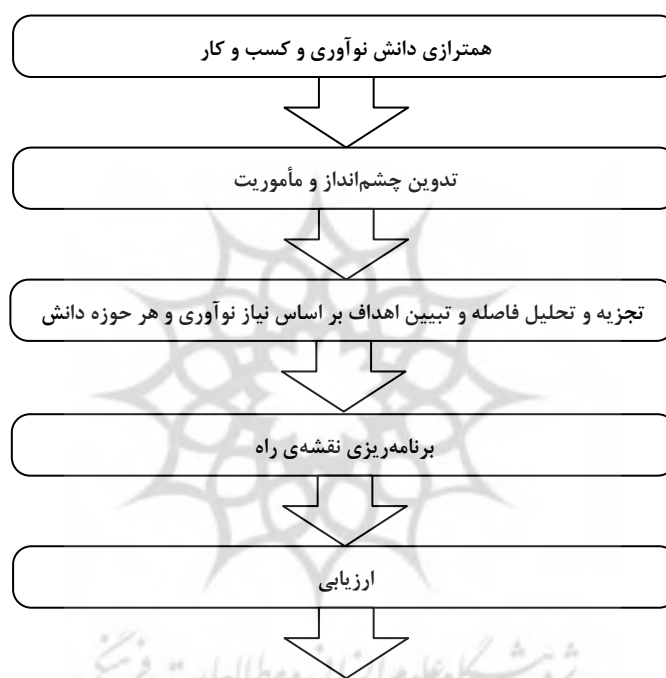 همترازی دانش نوآوری و کسب و کار
تدوین چشم‌انداز و مأموریت
تجزیه و تحلیل فاصله و تبیین اهداف بر اساس نیاز نوآوری و هر حوزه دانش
برنامه‌ریزی نقشه‌ی راه
ارزیابی